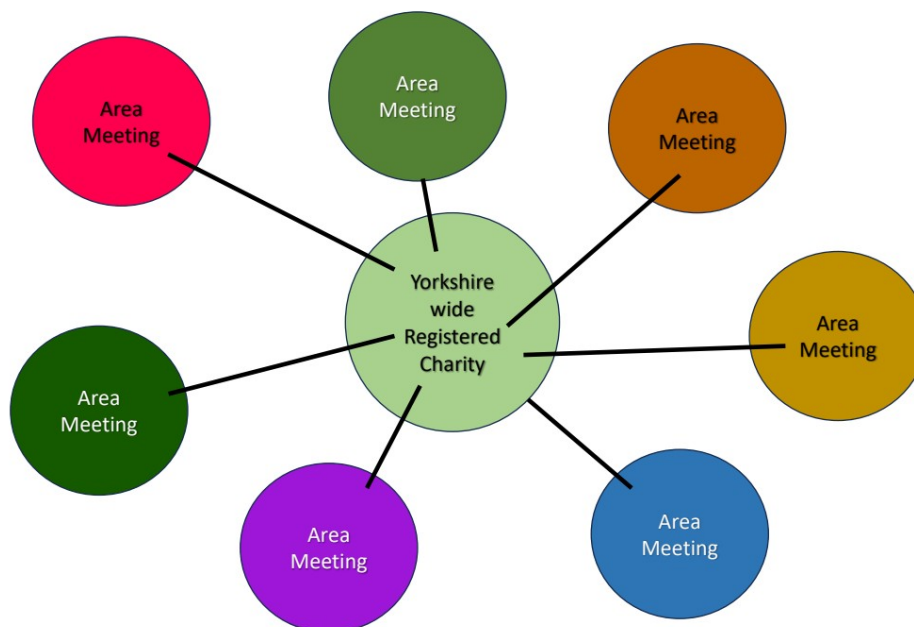 Area
Meeting
Area
Meeting
Area
Meeting
Yorkshire
wide
Registered
Charity
Area
Meeting
Area
Meeting
Area
Meeting
Area
Meeting